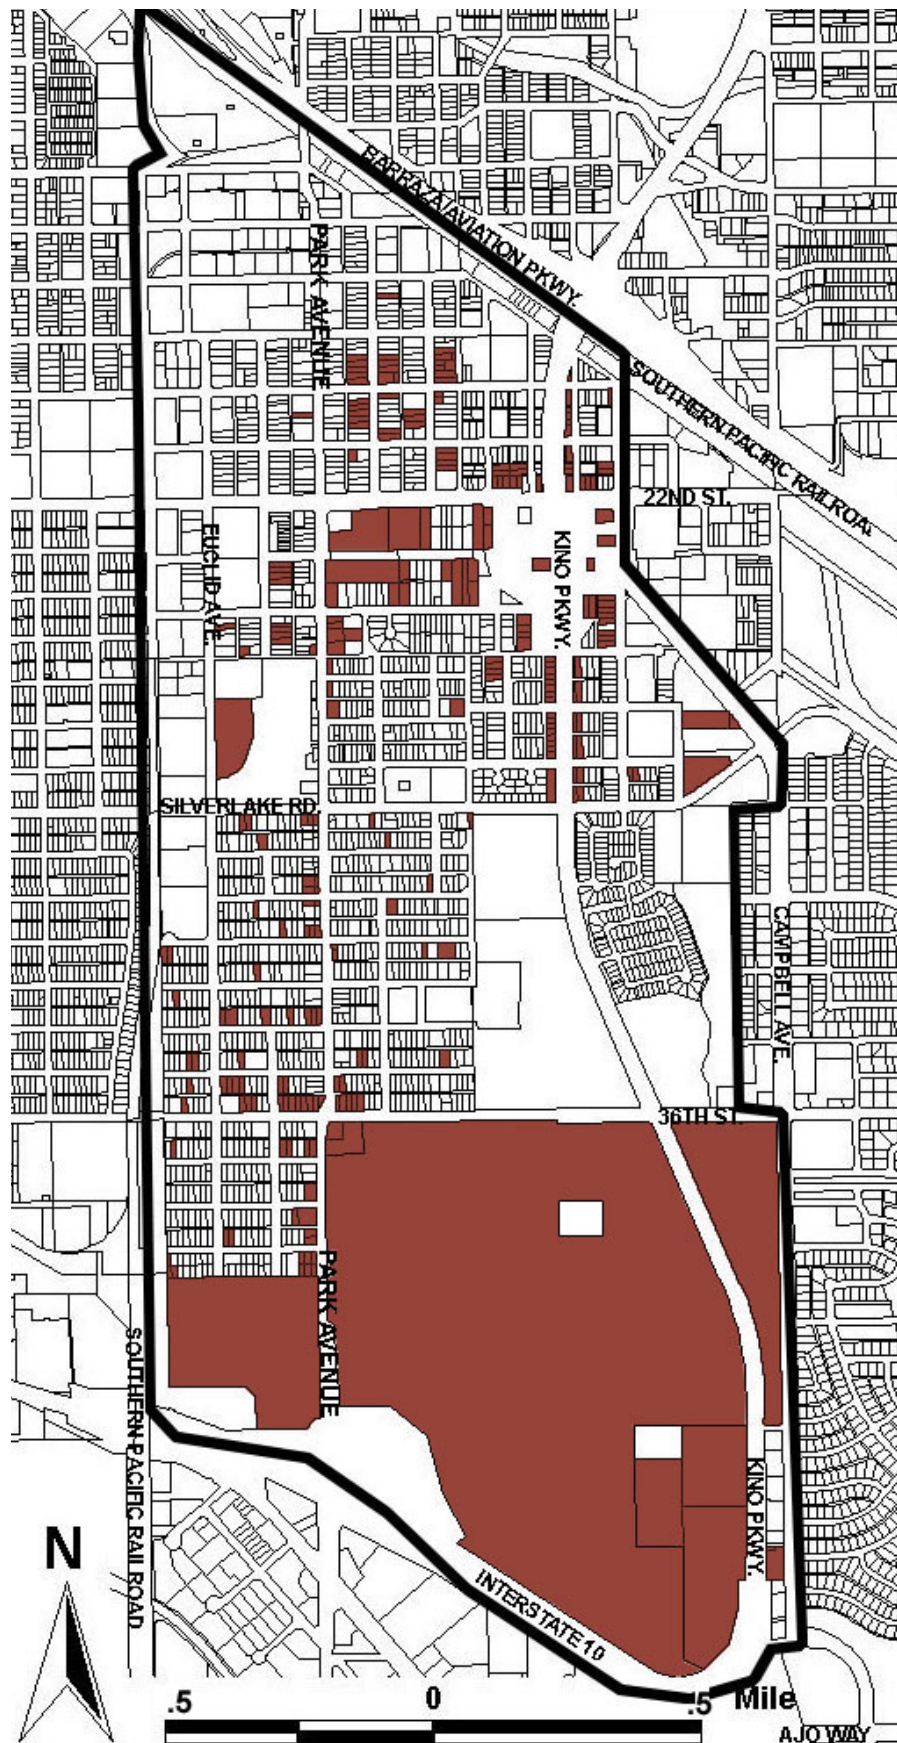 BARRAZA/AVIATION PKWY.
PARK AVENUE
SOUTHERN PACIFIC RAILROA
22ND ST.
EUCLID AVE.
KINO PKWY.
SILVERLAKE RD
CAMPBELL AVE.
36TH ST.
PARK AVENUE
SOUTHERN PACIFIC RAIL ROAD
KINO PKWY.
N
INTERSTATE 10
.5 0 .5 Mile
AJO WAY